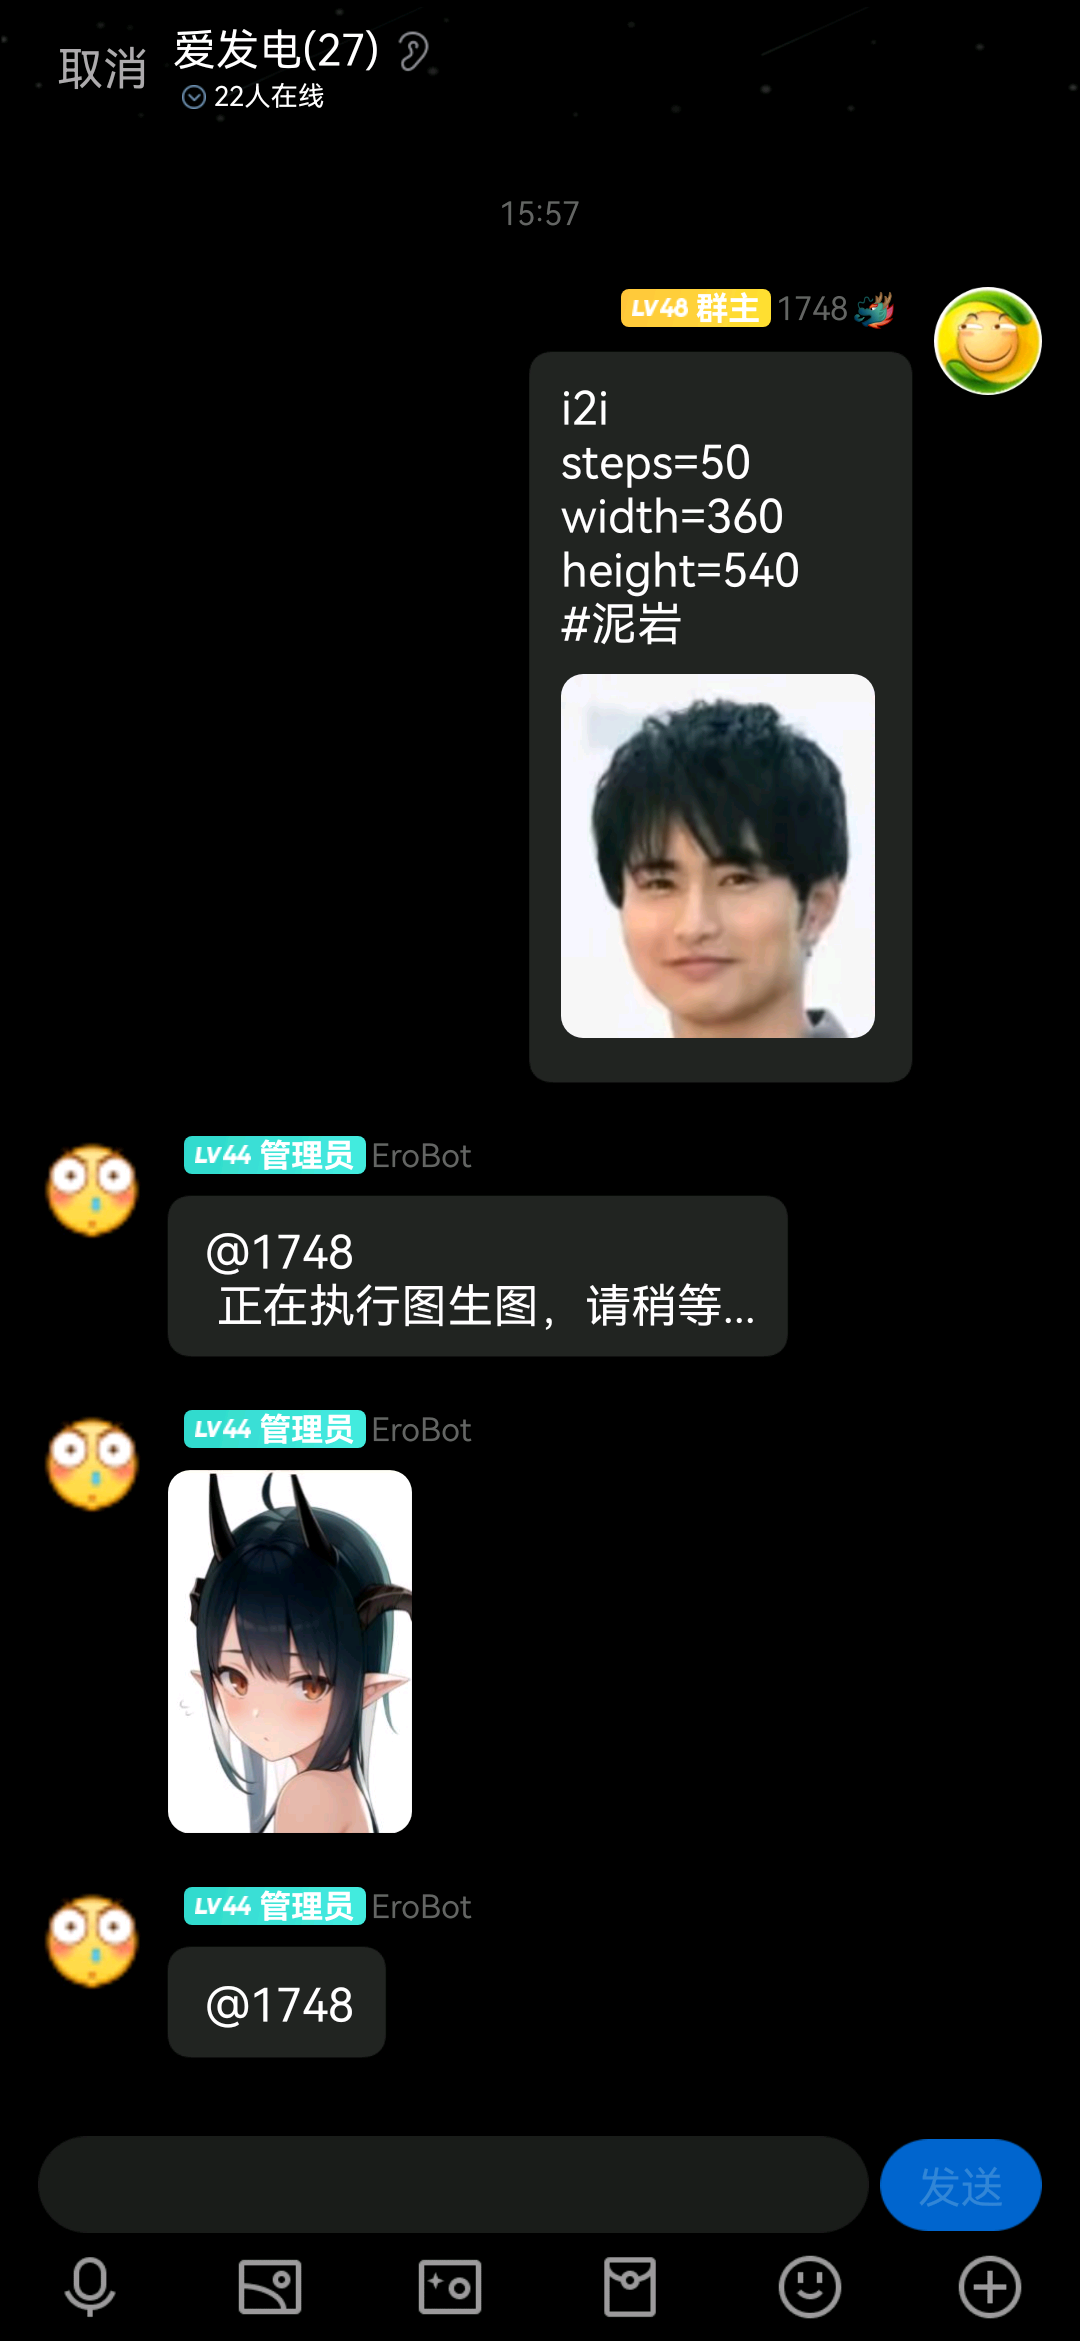 取消
爱发电(27)
22人在线
15:57
LV48 群主 1748
i2i
steps=50
width=360
height=540
#泥岩
LV44 管理员 EroBot
@1748
正在执行图生图，请稍等...
LV44 管理员 EroBot
LV44 管理员 EroBot
@1748
发送